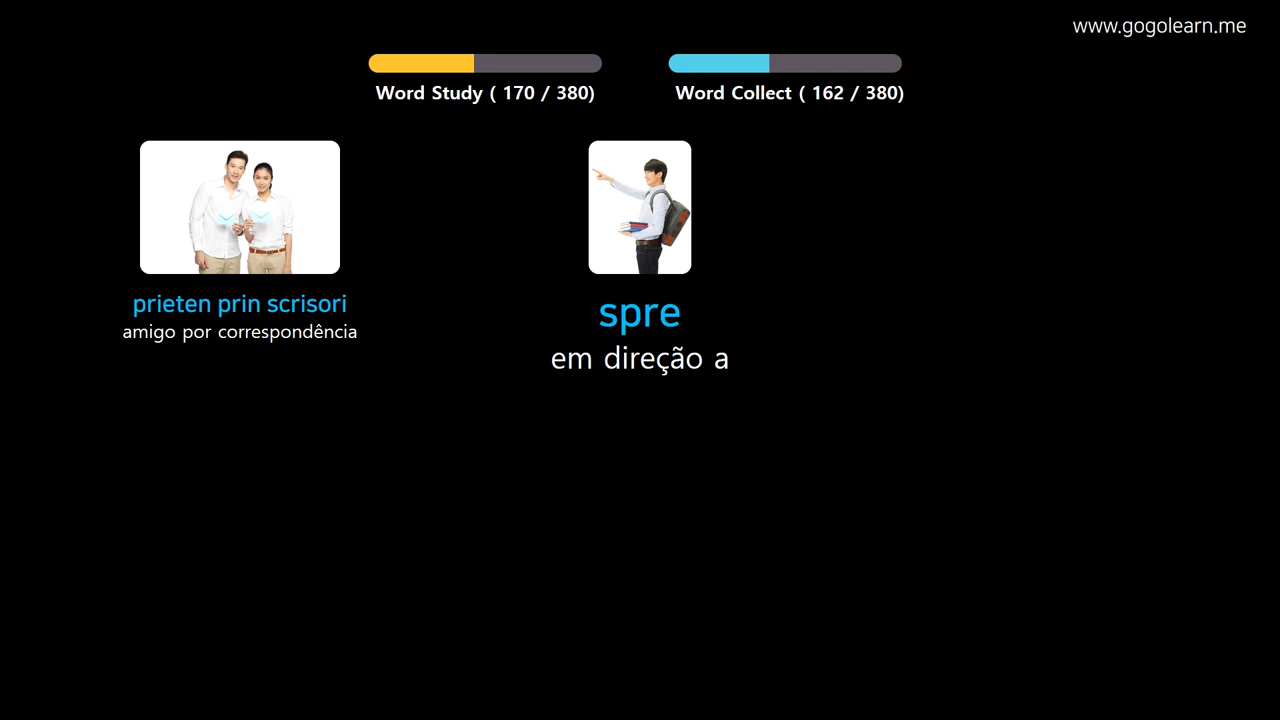 www.gogolearn.me
Word Study ( 170 / 380)
Word Collect ( 162 / 380)
prieten prin scrisori
amigo por correspondência
spre
em direção a